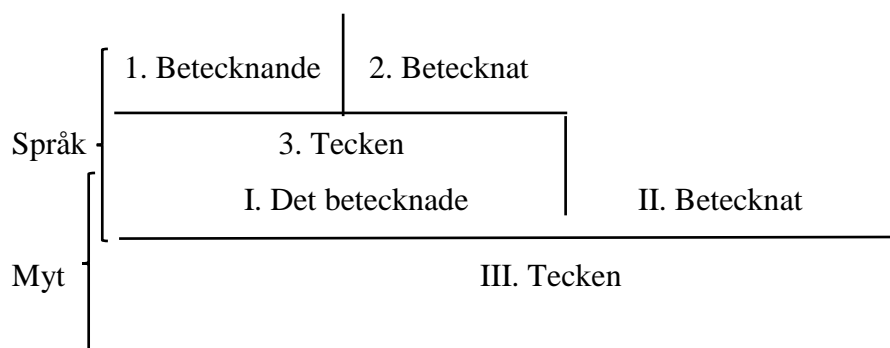 1. Betecknande 2. Betecknat
Språk 3. Tecken
I. Det betecknade II. Betecknat
Myt III. Tecken